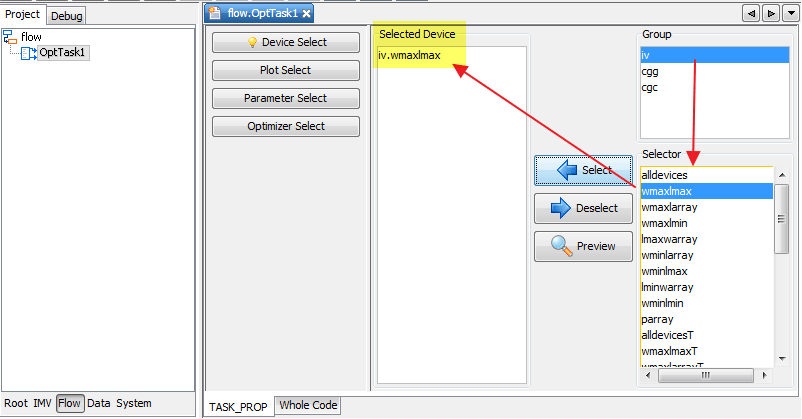 Project
Debug
flow
OptTask1
Root IMV Flow Data System
flow.OptTask1
Device Select
Plot Select
Parameter Select
Optimizer Select
Selected Device
iv.wmaxlmax
Select
Deselect
Preview
Group
iv
cgg
cgc
Selector
alldevices
wmaxlmax
wmaxlarray
wmaxlmin
lmaxwarray
wminlarray
wminlmax
lminwarray
wminlmin
parray
alldevicesT
wmaxlmaxT
wmaxlarrayT
TASK_PROP
Whole Code